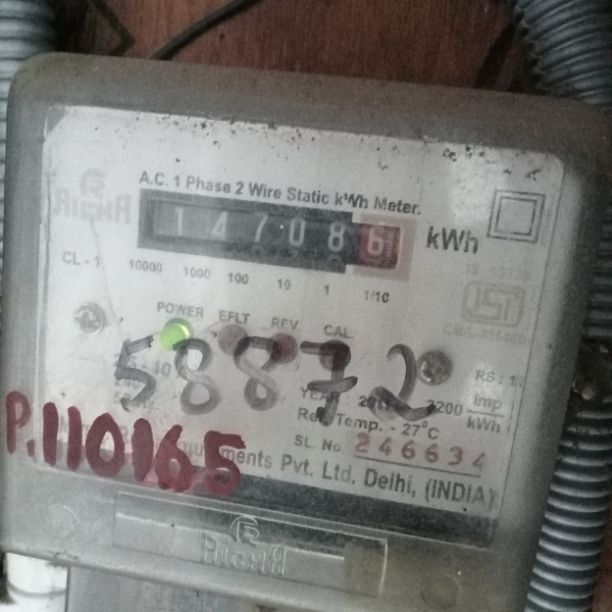 RICHA
A.C. 1 Phase 2 Wire Static kWh Meter.
147086 kWh
CL - 1 10000 1000 100 10 1 1/10
POWER EFLT REV CAL
58872
RS :
YEAR : 3200 imp
kWh
Ref. Temp. - 27°C
P.110165
SL. No. 246634
Pvt. Ltd. Delhi, (INDIA)
RICHA